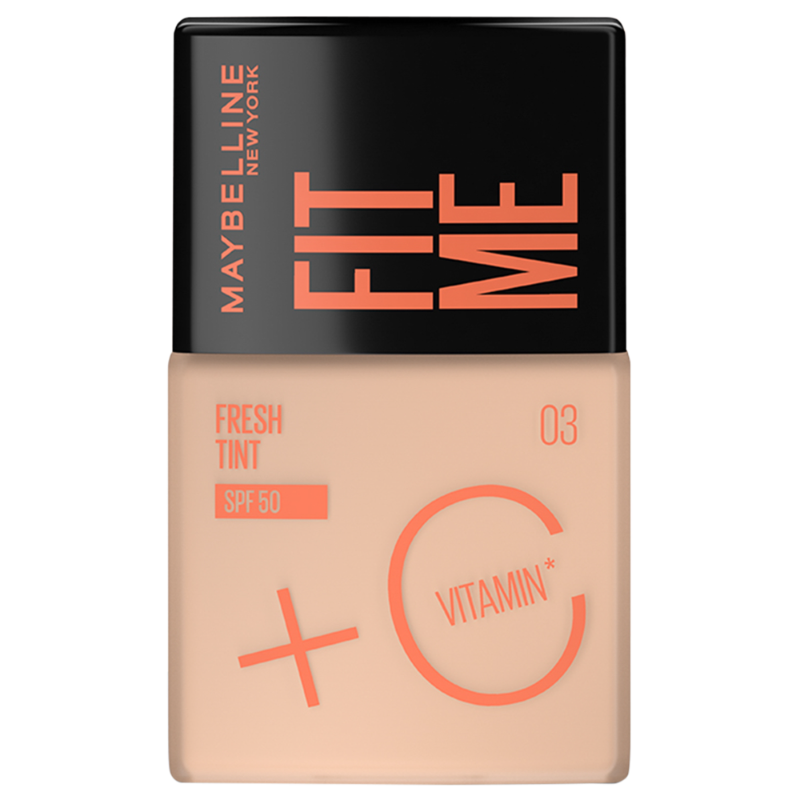 MAYBELLINE
NEW YORK
FIT
ME
FRESH
TINT
03
SPF 50
+ C
VITAMIN*